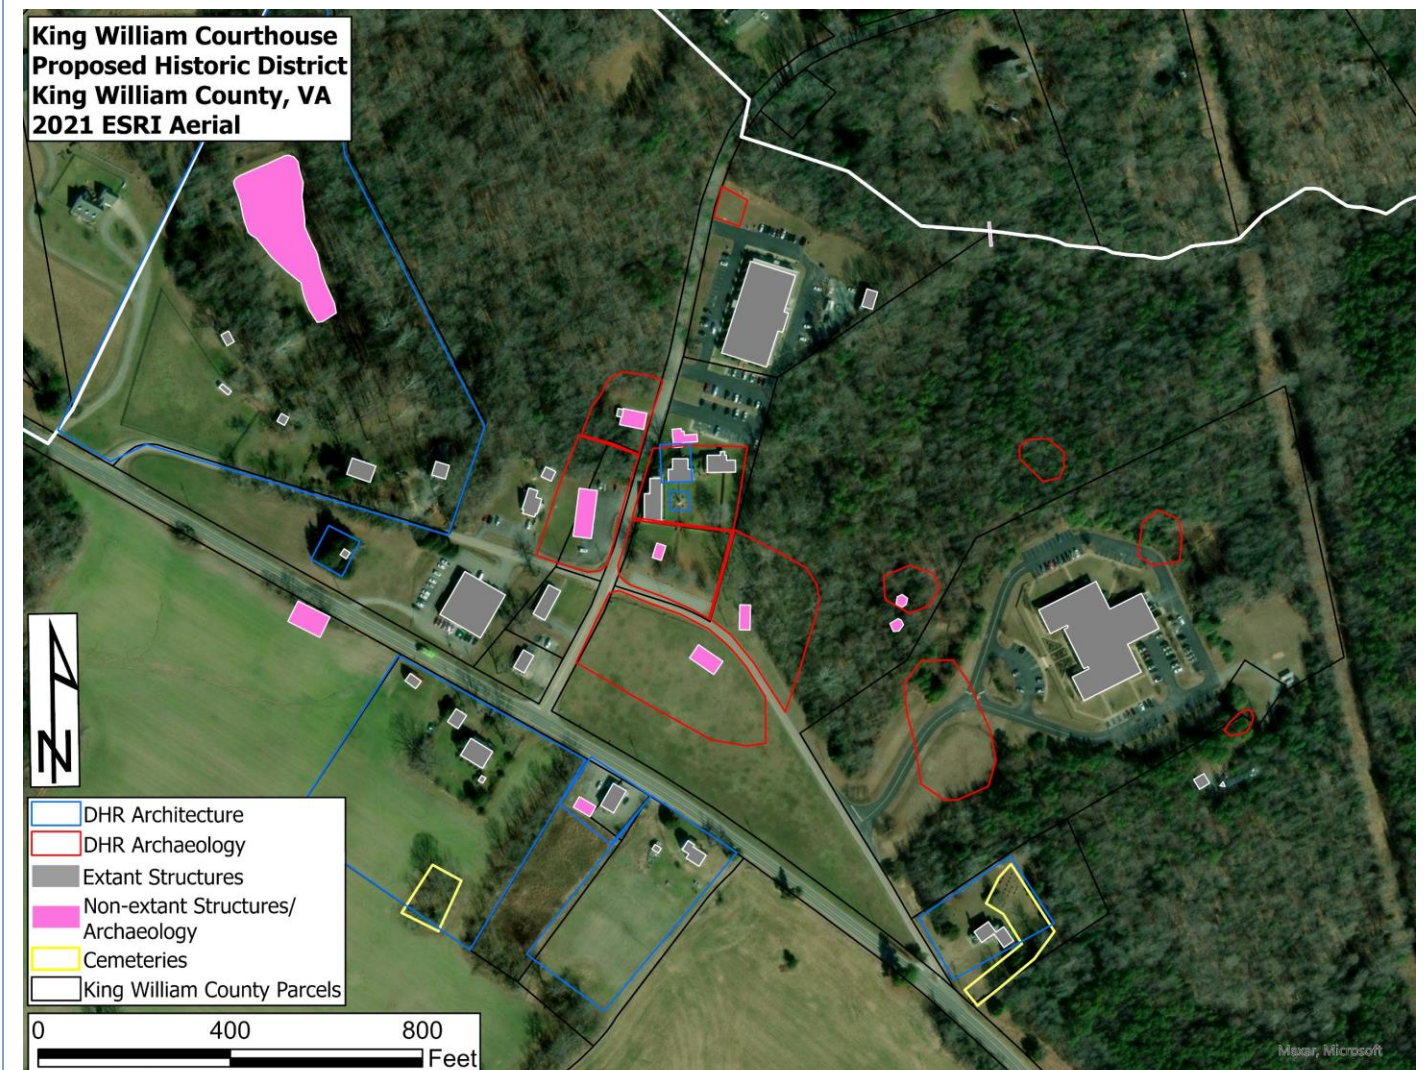 King William Courthouse
Proposed Historic District
King William County, VA
2021 ESRI Aerial
N
DHR Architecture
DHR Archaeology
Extant Structures
Non-extant Structures/
Archaeology
Cemeteries
King William County Parcels
0 400 800
Feet
Maxar, Microsoft